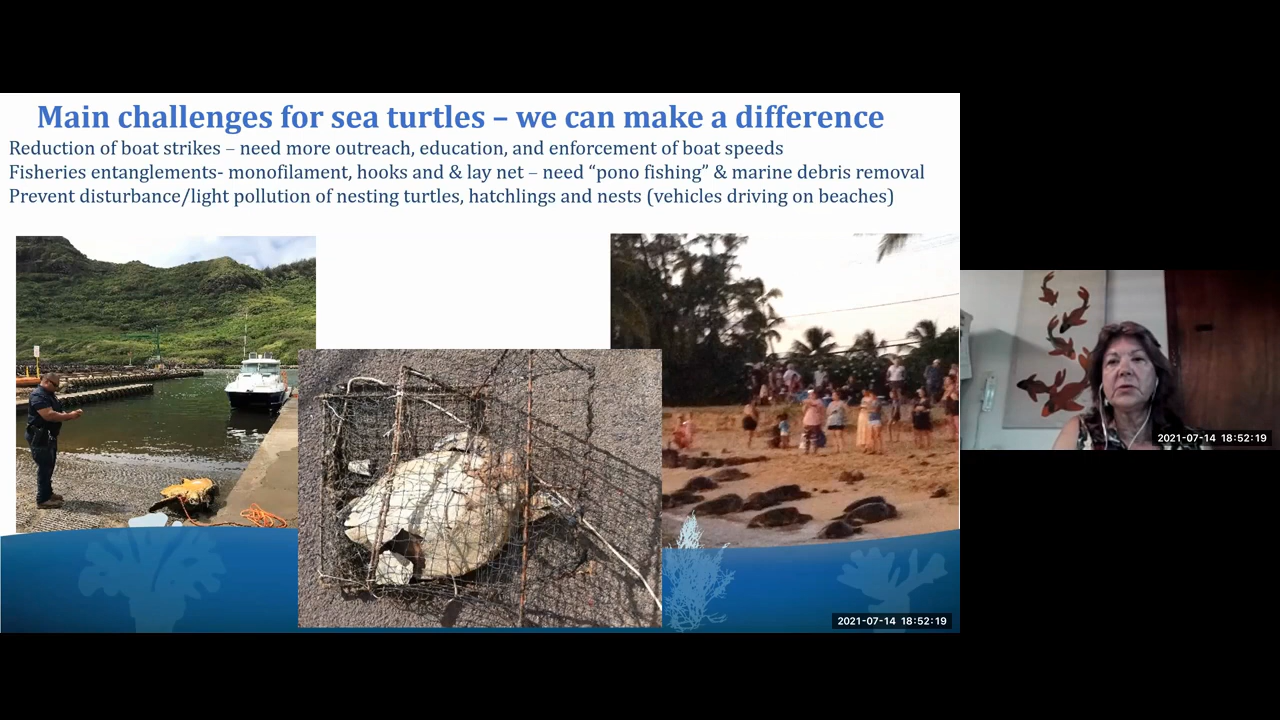 Main challenges for sea turtles – we can make a difference
Reduction of boat strikes – need more outreach, education, and enforcement of boat speeds
Fisheries entanglements- monofilament, hooks and & lay net – need “pono fishing” & marine debris removal
Prevent disturbance/light pollution of nesting turtles, hatchlings and nests (vehicles driving on beaches)
2021-07-14 18:52:19
2021-07-14 18:52:19